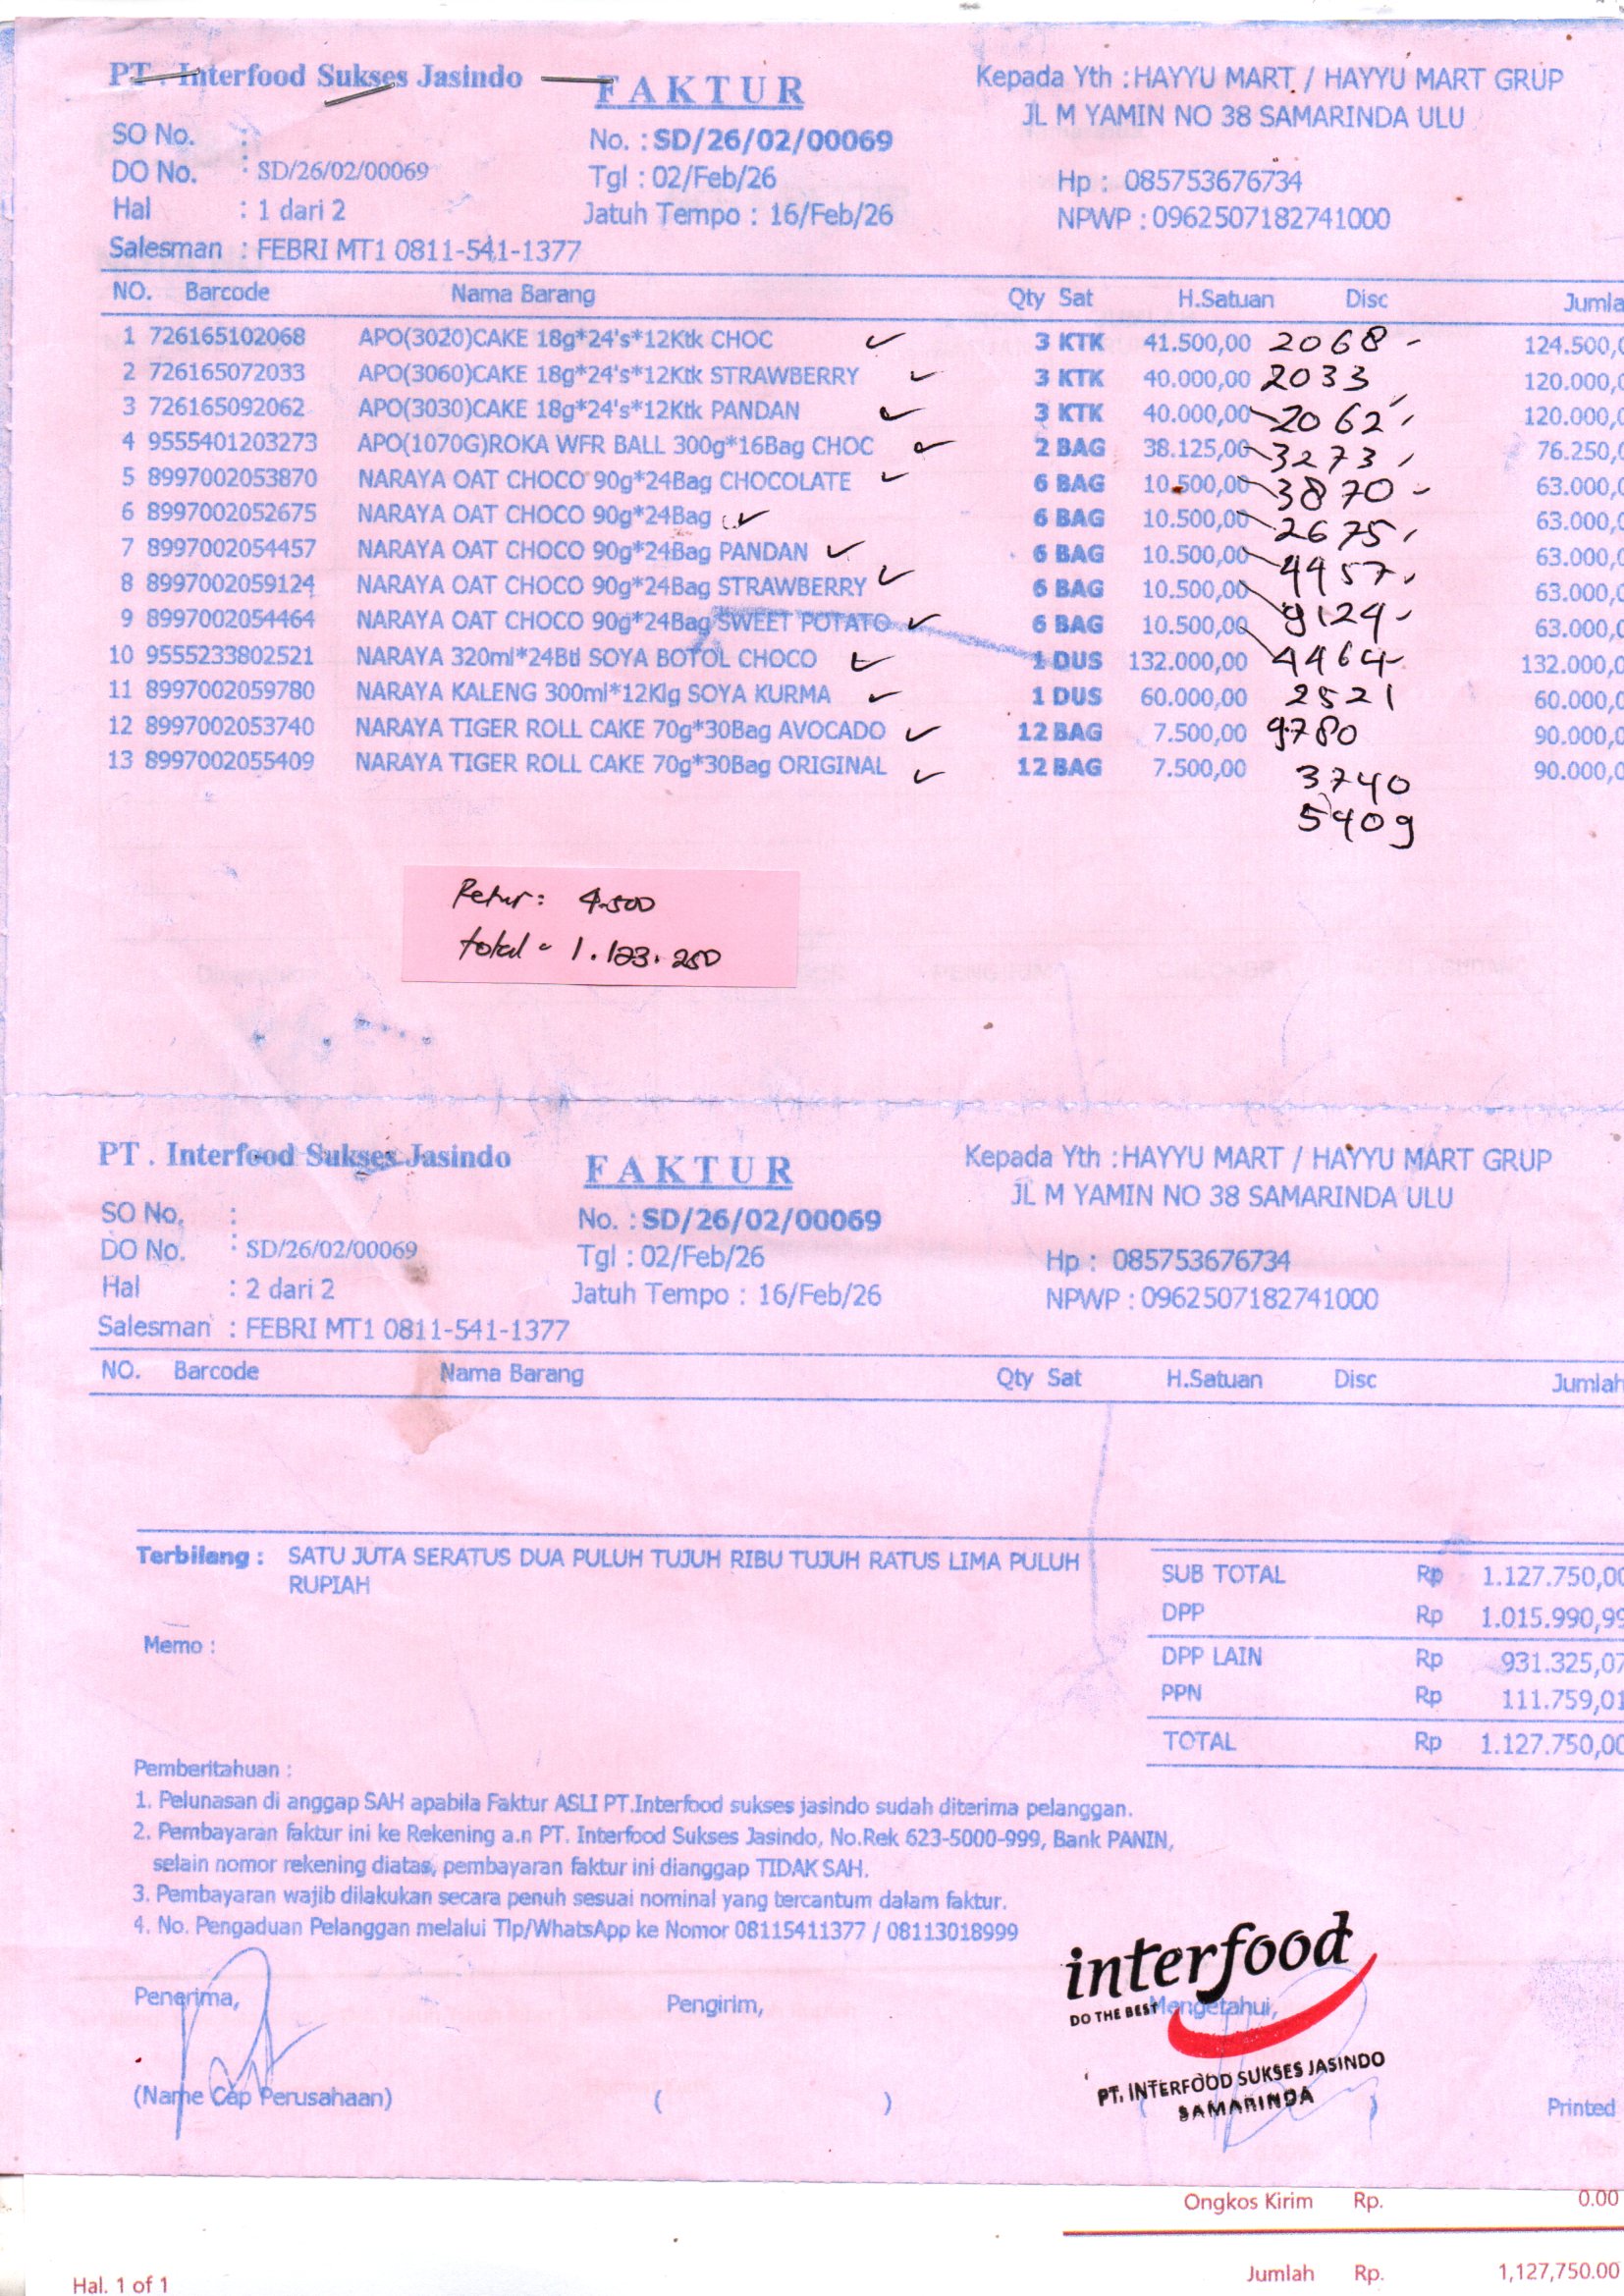 PT . Interfood Sukses Jasindo
FAKTUR
Kepada Yth : HAYYU MART / HAYYU MART GRUP
JL M YAMIN NO 38 SAMARINDA ULU
SO No. :
No. : SD/26/02/00069
DO No. : SD/26/02/00069
Tgl : 02/Feb/26
Hp : 085753676734
Hal : 1 dari 2
Jatuh Tempo : 16/Feb/26
NPWP : 0962507182741000
Salesman : FEBRI MT1 0811-541-1377
NO. Barcode Nama Barang Qty Sat H.Satuan Disc Jumla
1 726165102068 APO(3020)CAKE 18g*24's*12Ktk CHOC 3 KTK 41.500,00 2068 - 124.500,0
2 726165072033 APO(3060)CAKE 18g*24's*12Ktk STRAWBERRY 3 KTK 40.000,00 2033 120.000,0
3 726165092062 APO(3030)CAKE 18g*24's*12Ktk PANDAN 3 KTK 40.000,00 2062 120.000,0
4 9555401203273 APO(1070G)ROKA WFR BALL 300g*16Bag CHOC 2 BAG 38.125,00 3273 76.250,0
5 8997002053870 NARAYA OAT CHOCO 90g*24Bag CHOCOLATE 6 BAG 10.500,00 3870 - 63.000,0
6 8997002052675 NARAYA OAT CHOCO 90g*24Bag 6 BAG 10.500,00 2675 63.000,0
7 8997002054457 NARAYA OAT CHOCO 90g*24Bag PANDAN 6 BAG 10.500,00 4457 63.000,0
8 8997002059124 NARAYA OAT CHOCO 90g*24Bag STRAWBERRY 6 BAG 10.500,00 9124 - 63.000,0
9 8997002054464 NARAYA OAT CHOCO 90g*24Bag SWEET POTATO 6 BAG 10.500,00 4464 - 63.000,0
10 9555233802521 NARAYA 320ml*24Btl SOYA BOTOL CHOCO 1 DUS 132.000,00 2521 132.000,0
11 8997002059780 NARAYA KALENG 300ml*12Klg SOYA KURMA 1 DUS 60.000,00 9780 60.000,0
12 8997002053740 NARAYA TIGER ROLL CAKE 70g*30Bag AVOCADO 12 BAG 7.500,00 3740 90.000,0
13 8997002055409 NARAYA TIGER ROLL CAKE 70g*30Bag ORIGINAL 12 BAG 7.500,00 5409 90.000,0
Retur : 4.500
total = 1.123.250
PT . Interfood Sukses Jasindo
FAKTUR
Kepada Yth : HAYYU MART / HAYYU MART GRUP
JL M YAMIN NO 38 SAMARINDA ULU
SO No. :
No. : SD/26/02/00069
DO No. : SD/26/02/00069
Tgl : 02/Feb/26
Hp : 085753676734
Hal : 2 dari 2
Jatuh Tempo : 16/Feb/26
NPWP : 0962507182741000
Salesman : FEBRI MT1 0811-541-1377
NO. Barcode Nama Barang Qty Sat H.Satuan Disc Jumlah
Terbilang : SATU JUTA SERATUS DUA PULUH TUJUH RIBU TUJUH RATUS LIMA PULUH
RUPIAH
SUB TOTAL Rp 1.127.750,00
DPP Rp 1.015.990,99
Memo :
DPP LAIN Rp 931.325,07
PPN Rp 111.759,01
TOTAL Rp 1.127.750,00
Pemberitahuan :
1. Pelunasan di anggap SAH apabila Faktur ASLI PT.Interfood sukses jasindo sudah diterima pelanggan.
2. Pembayaran faktur ini ke Rekening a.n PT. Interfood Sukses Jasindo, No.Rek 623-5000-999, Bank PANIN,
selain nomor rekening diatas, pembayaran faktur ini dianggap TIDAK SAH.
3. Pembayaran wajib dilakukan secara penuh sesuai nominal yang tercantum dalam faktur.
4. No. Pengaduan Pelanggan melalui Tlp/WhatsApp ke Nomor 08115411377 / 08113018999
Penerima,
Pengirim,
Mengetahui,
interfood
DO THE BEST
PT. INTERFOOD SUKSES JASINDO
SAMARINDA
(Name Cap Perusahaan)
( )
Printed
Ongkos Kirim Rp. 0.00
Hal. 1 of 1
Jumlah Rp. 1,127,750.00